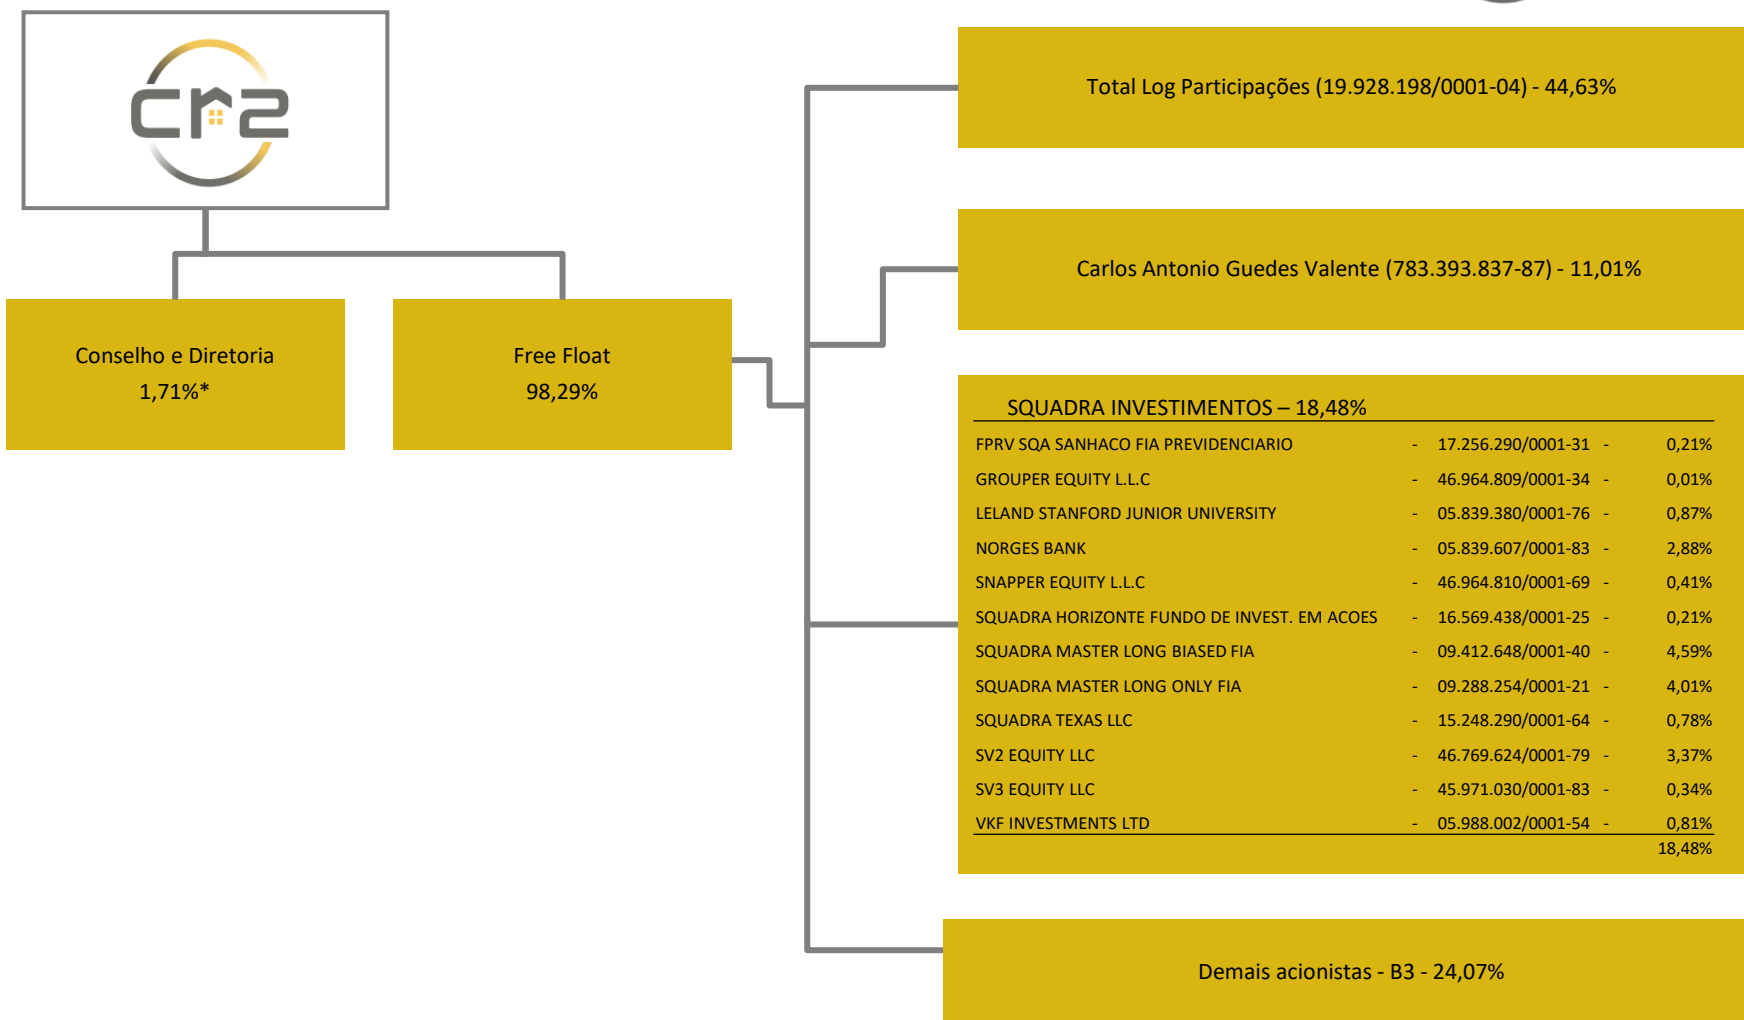 cr2
Conselho e Diretoria
1,71%*
Free Float
98,29%
Total Log Participações (19.928.198/0001-04) - 44,63%
Carlos Antonio Guedes Valente (783.393.837-87) - 11,01%
SQUADRA INVESTIMENTOS – 18,48%
FPRV SQA SANHACO FIA PREVIDENCIARIO - 17.256.290/0001-31 - 0,21%
GROUPER EQUITY L.L.C - 46.964.809/0001-34 - 0,01%
LELAND STANFORD JUNIOR UNIVERSITY - 05.839.380/0001-76 - 0,87%
NORGES BANK - 05.839.607/0001-83 - 2,88%
SNAPPER EQUITY L.L.C - 46.964.810/0001-69 - 0,41%
SQUADRA HORIZONTE FUNDO DE INVEST. EM ACOES - 16.569.438/0001-25 - 0,21%
SQUADRA MASTER LONG BIASED FIA - 09.412.648/0001-40 - 4,59%
SQUADRA MASTER LONG ONLY FIA - 09.288.254/0001-21 - 4,01%
SQUADRA TEXAS LLC - 15.248.290/0001-64 - 0,78%
SV2 EQUITY LLC - 46.769.624/0001-79 - 3,37%
SV3 EQUITY LLC - 45.971.030/0001-83 - 0,34%
VKF INVESTMENTS LTD - 05.988.002/0001-54 - 0,81%
18,48%
Demais acionistas - B3 - 24,07%